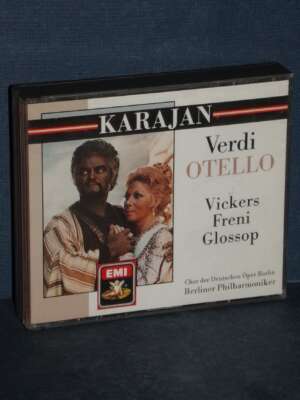 KARAJAN
Verdi
OTELLO
Vickers
Freni
Glossop
EMI
Chor der Deutschen Oper Berlin
Berliner Philharmoniker